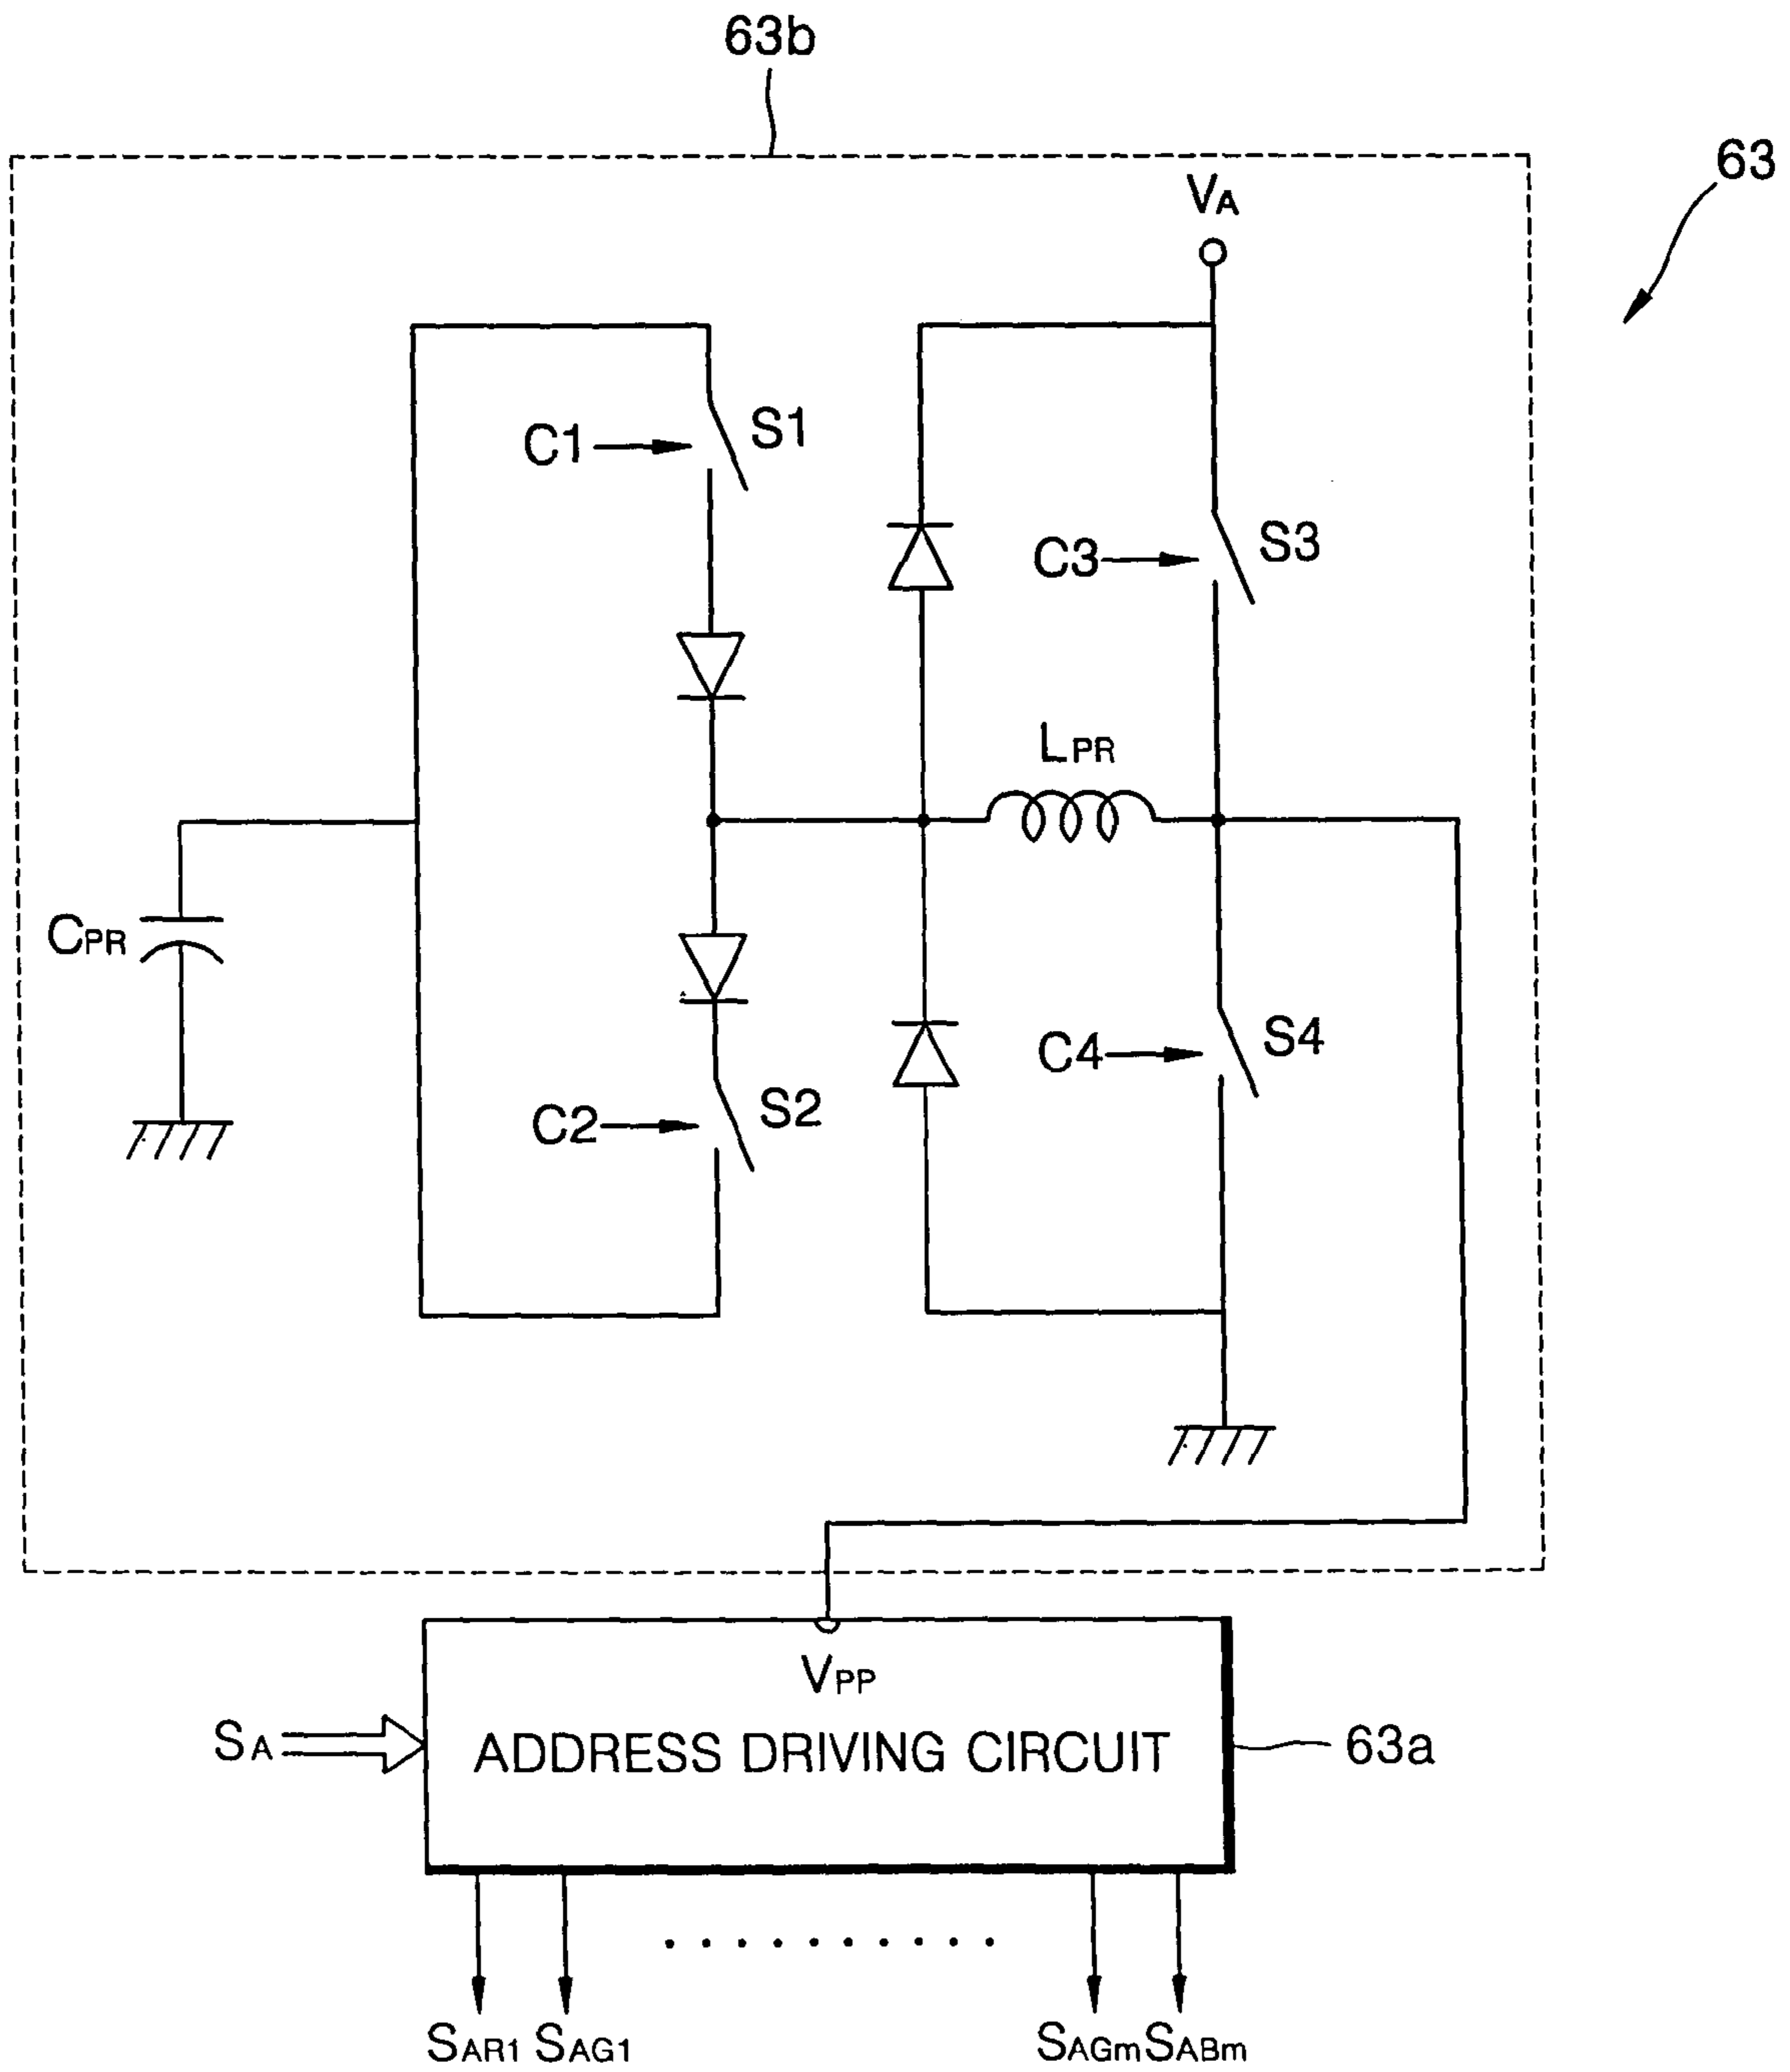 63b
63
VA
C1
S1
C3
S3
LPR
CPR
C4
S4
C2
S2
VPP
SA
ADDRESS DRIVING CIRCUIT
63a
SAR1 SAG1 SAGm SABm